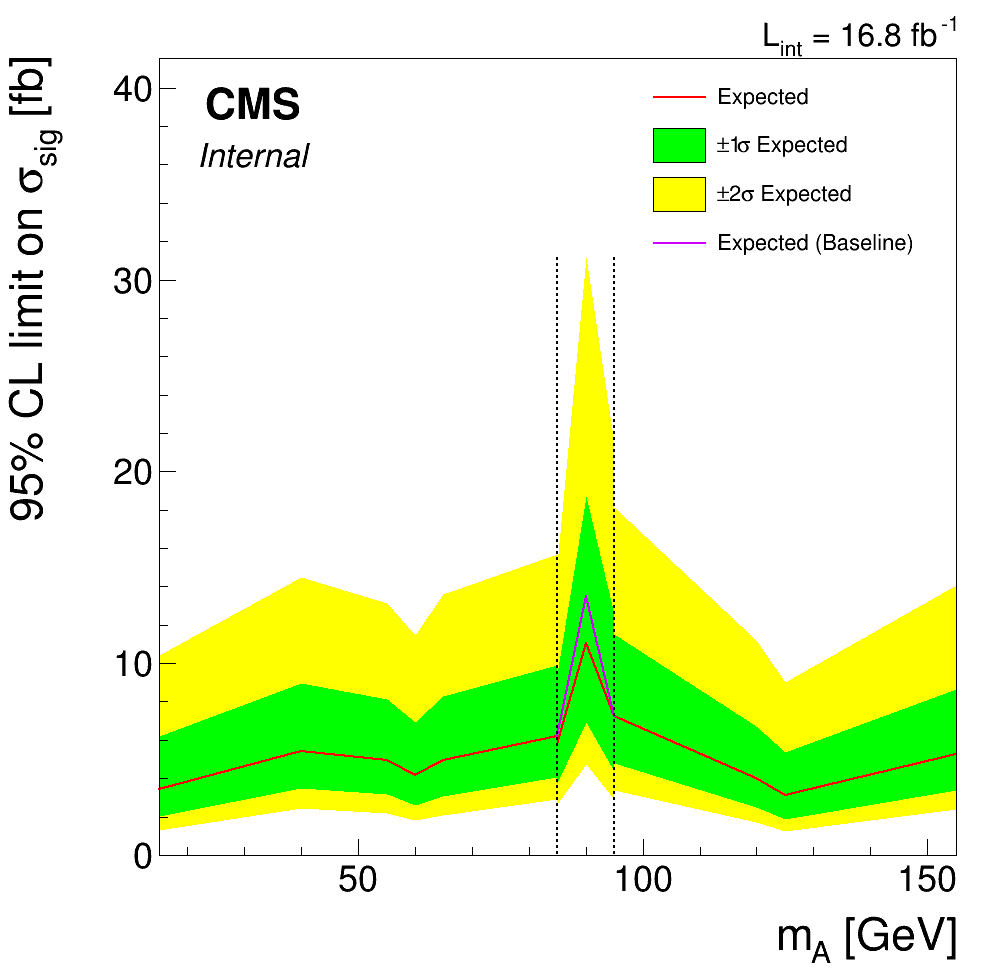 L_int = 16.8 fb^-1
95% CL limit on σ_sig [fb]
CMS
Internal
Expected
±1σ Expected
±2σ Expected
Expected (Baseline)
40
30
20
10
0
50
100
150
m_A [GeV]